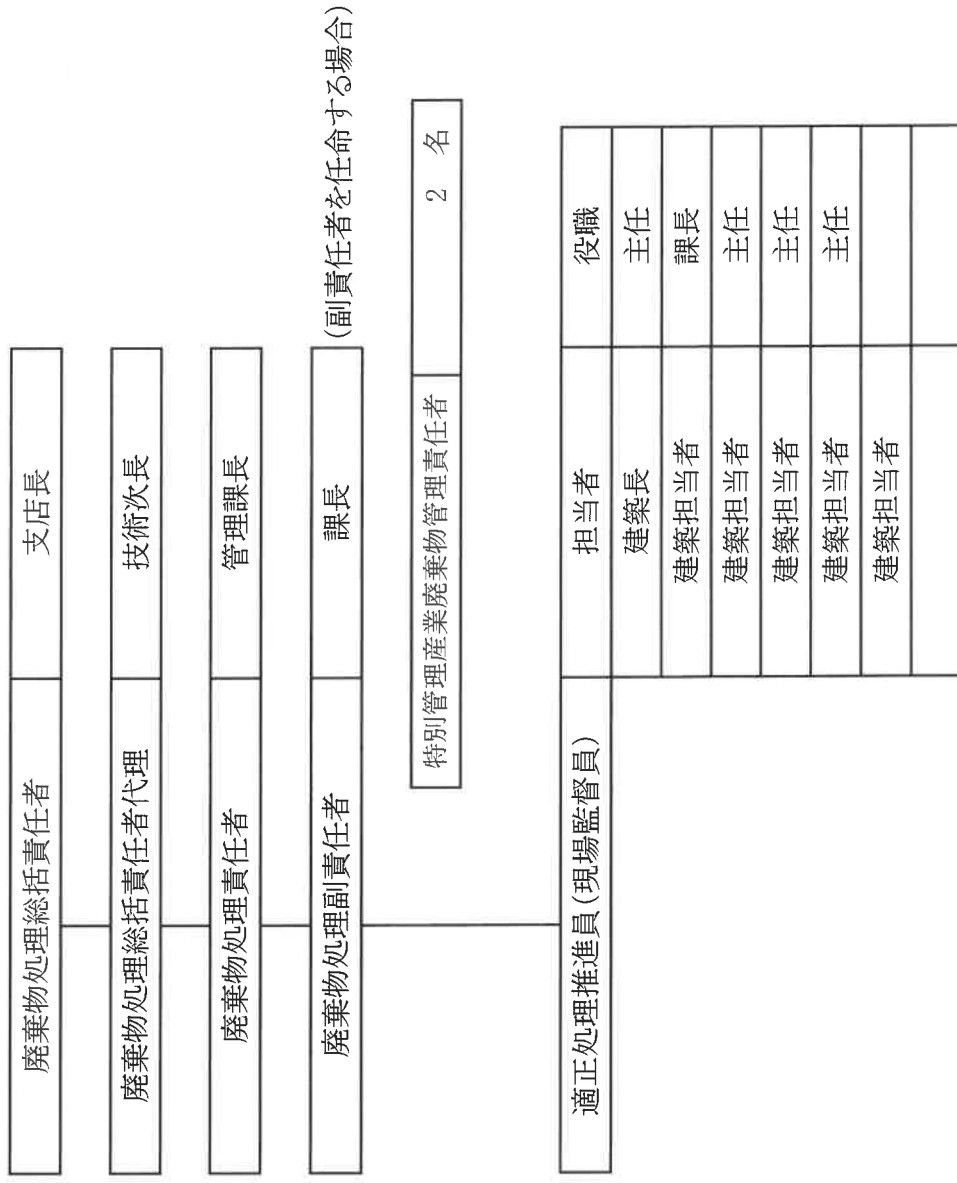 廃棄物処理総括責任者 支店長
廃棄物処理総括責任者代理 技術次長
廃棄物処理責任者 管理課長
廃棄物処理副責任者 課長 (副責任者を任命する場合)
特別管理産業廃棄物管理責任者 2 名
適正処理推進員(現場監督員) 担当者 役職
建築長 主任
建築担当者 課長
建築担当者 主任
建築担当者 主任
建築担当者 主任
建築担当者